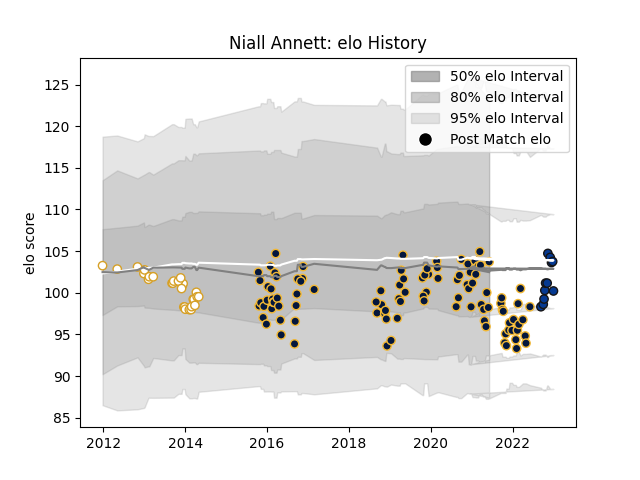 Niall Annett: elo History
50% elo Interval
80% elo Interval
95% elo Interval
Post Match elo
elo score
125
120
115
110
105
100
95
90
85
2012 2014 2016 2018 2020 2022